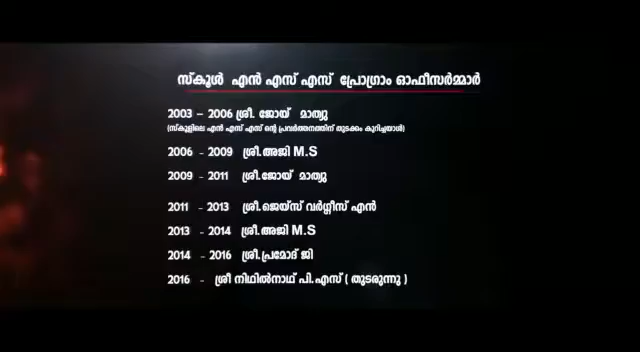 സ്കൂൾ എൻ എസ് എസ് പ്രോഗ്രാം ഓഫീസർമ്മാർ
2003 – 2006 ശ്രീ. ജോയ് മാത്യു
(സ്കൂളിലെ എൻ എസ് എസ് ന്റെ പ്രവർത്തനത്തിന് തുടക്കം കുറിച്ചയാൾ)
2006 - 2009 ശ്രീ.അജി M.S
2009 - 2011 ശ്രീ.ജോയ് മാത്യു
2011 - 2013 ശ്രീ.ജെയ്സ് വർഗ്ഗീസ് എൻ
2013 - 2014 ശ്രീ.അജി M.S
2014 - 2016 ശ്രീ.പ്രമോദ് ജി
2016 - ശ്രീ നിഥിൽനാഥ് പി.എസ് ( തുടരുന്നു )